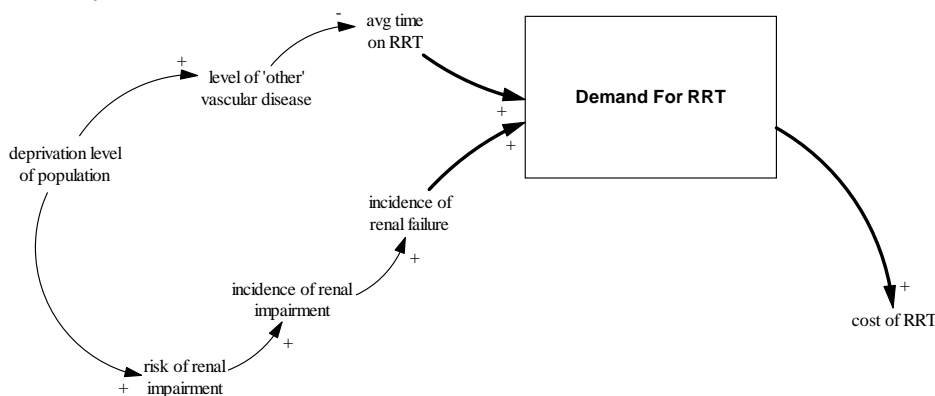 -
avg time
on RRT
+
level of 'other'
vascular disease
Demand For RRT
+
+
deprivation level
of population
incidence of
renal failure
+
incidence of renal
impairment
+
+
cost of RRT
risk of renal
impairment
+